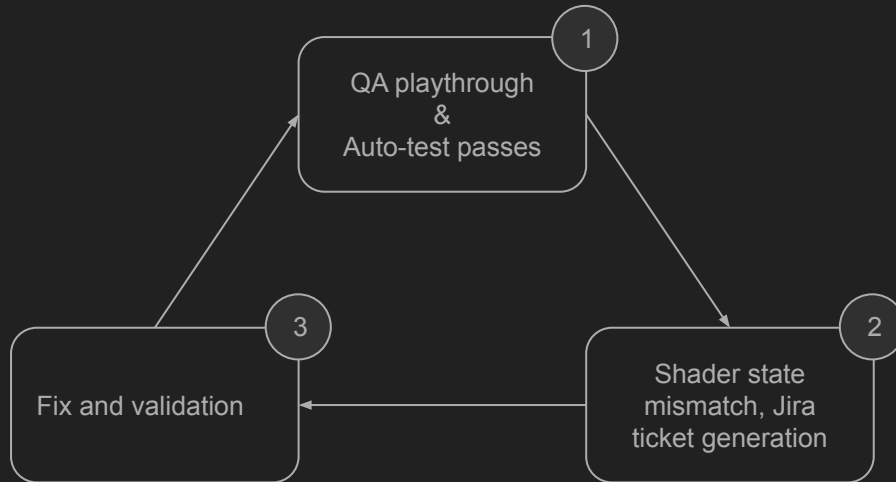 1
QA playthrough
&
Auto-test passes
2
Shader state
mismatch, Jira
ticket generation
3
Fix and validation